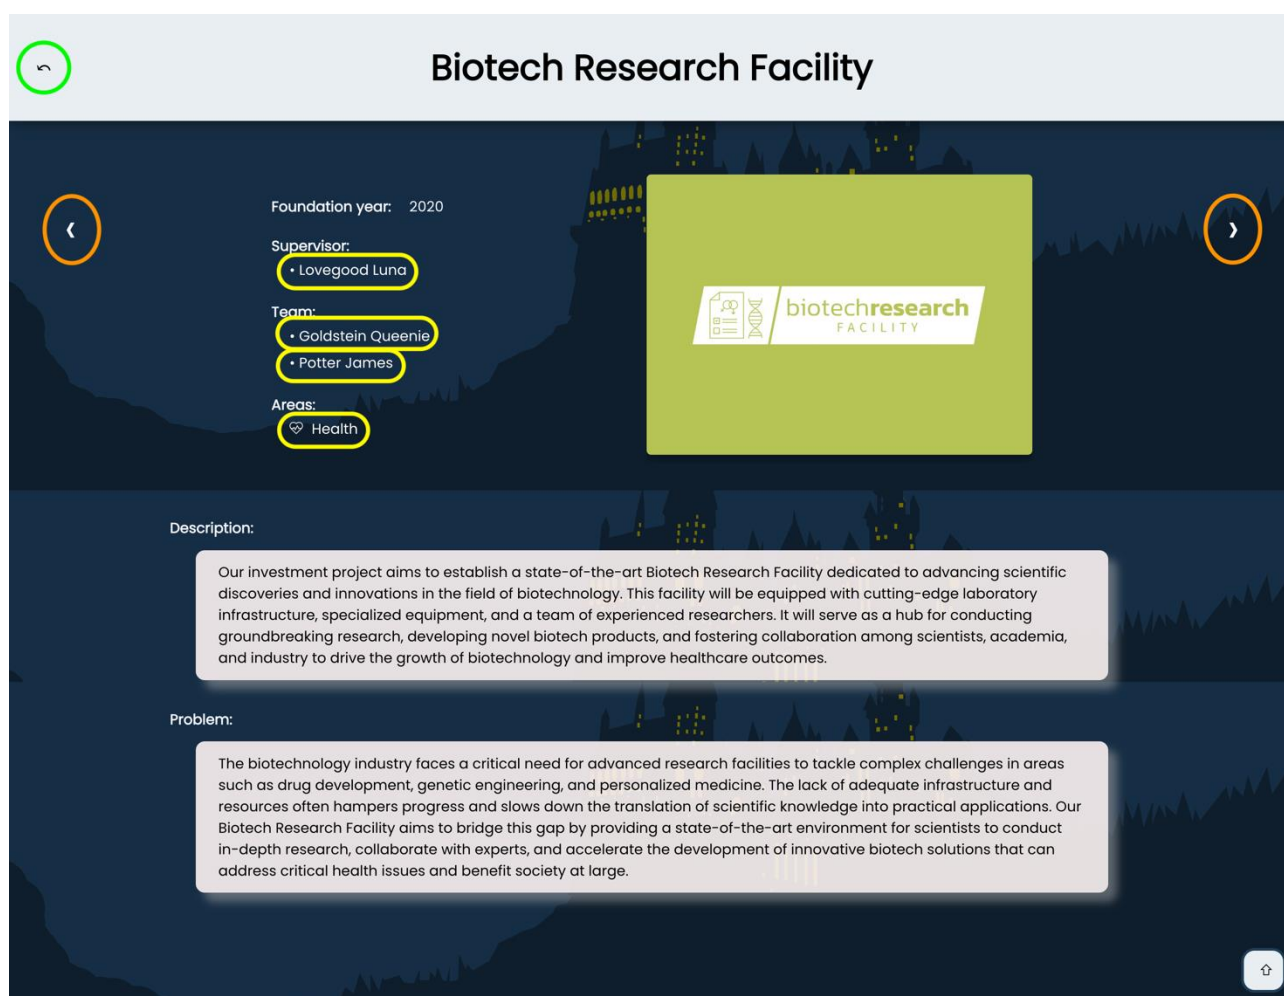 Biotech Research Facility
Foundation year: 2020
Supervisor:
• Lovegood Luna
Team:
• Goldstein Queenie
• Potter James
Areas:
Health
biotechresearch
FACILITY
Description:
Our investment project aims to establish a state-of-the-art Biotech Research Facility dedicated to advancing scientific
discoveries and innovations in the field of biotechnology. This facility will be equipped with cutting-edge laboratory
infrastructure, specialized equipment, and a team of experienced researchers. It will serve as a hub for conducting
groundbreaking research, developing novel biotech products, and fostering collaboration among scientists, academia,
and industry to drive the growth of biotechnology and improve healthcare outcomes.
Problem:
The biotechnology industry faces a critical need for advanced research facilities to tackle complex challenges in areas
such as drug development, genetic engineering, and personalized medicine. The lack of adequate infrastructure and
resources often hampers progress and slows down the translation of scientific knowledge into practical applications. Our
Biotech Research Facility aims to bridge this gap by providing a state-of-the-art environment for scientists to conduct
in-depth research, collaborate with experts, and accelerate the development of innovative biotech solutions that can
address critical health issues and benefit society at large.